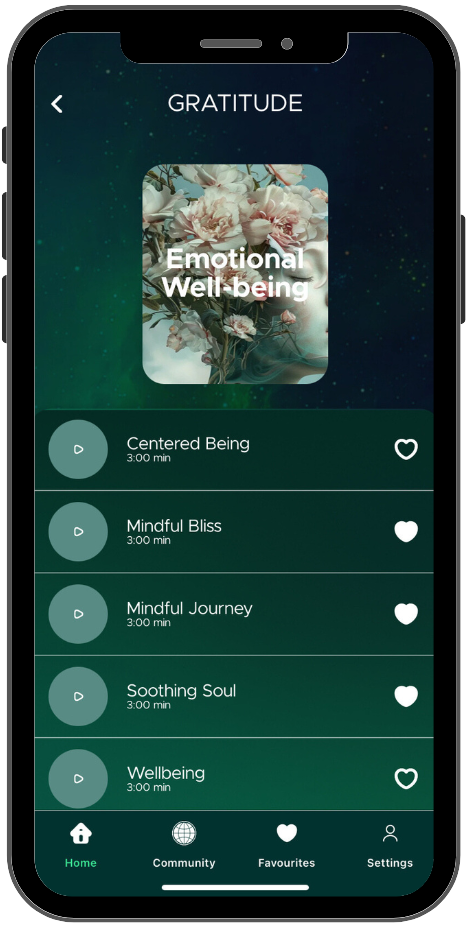 GRATITUDE
Emotional
Well-being
Centered Being
3:00 min
Mindful Bliss
3:00 min
Mindful Journey
3:00 min
Soothing Soul
3:00 min
Wellbeing
3:00 min
Home Community Favourites Settings